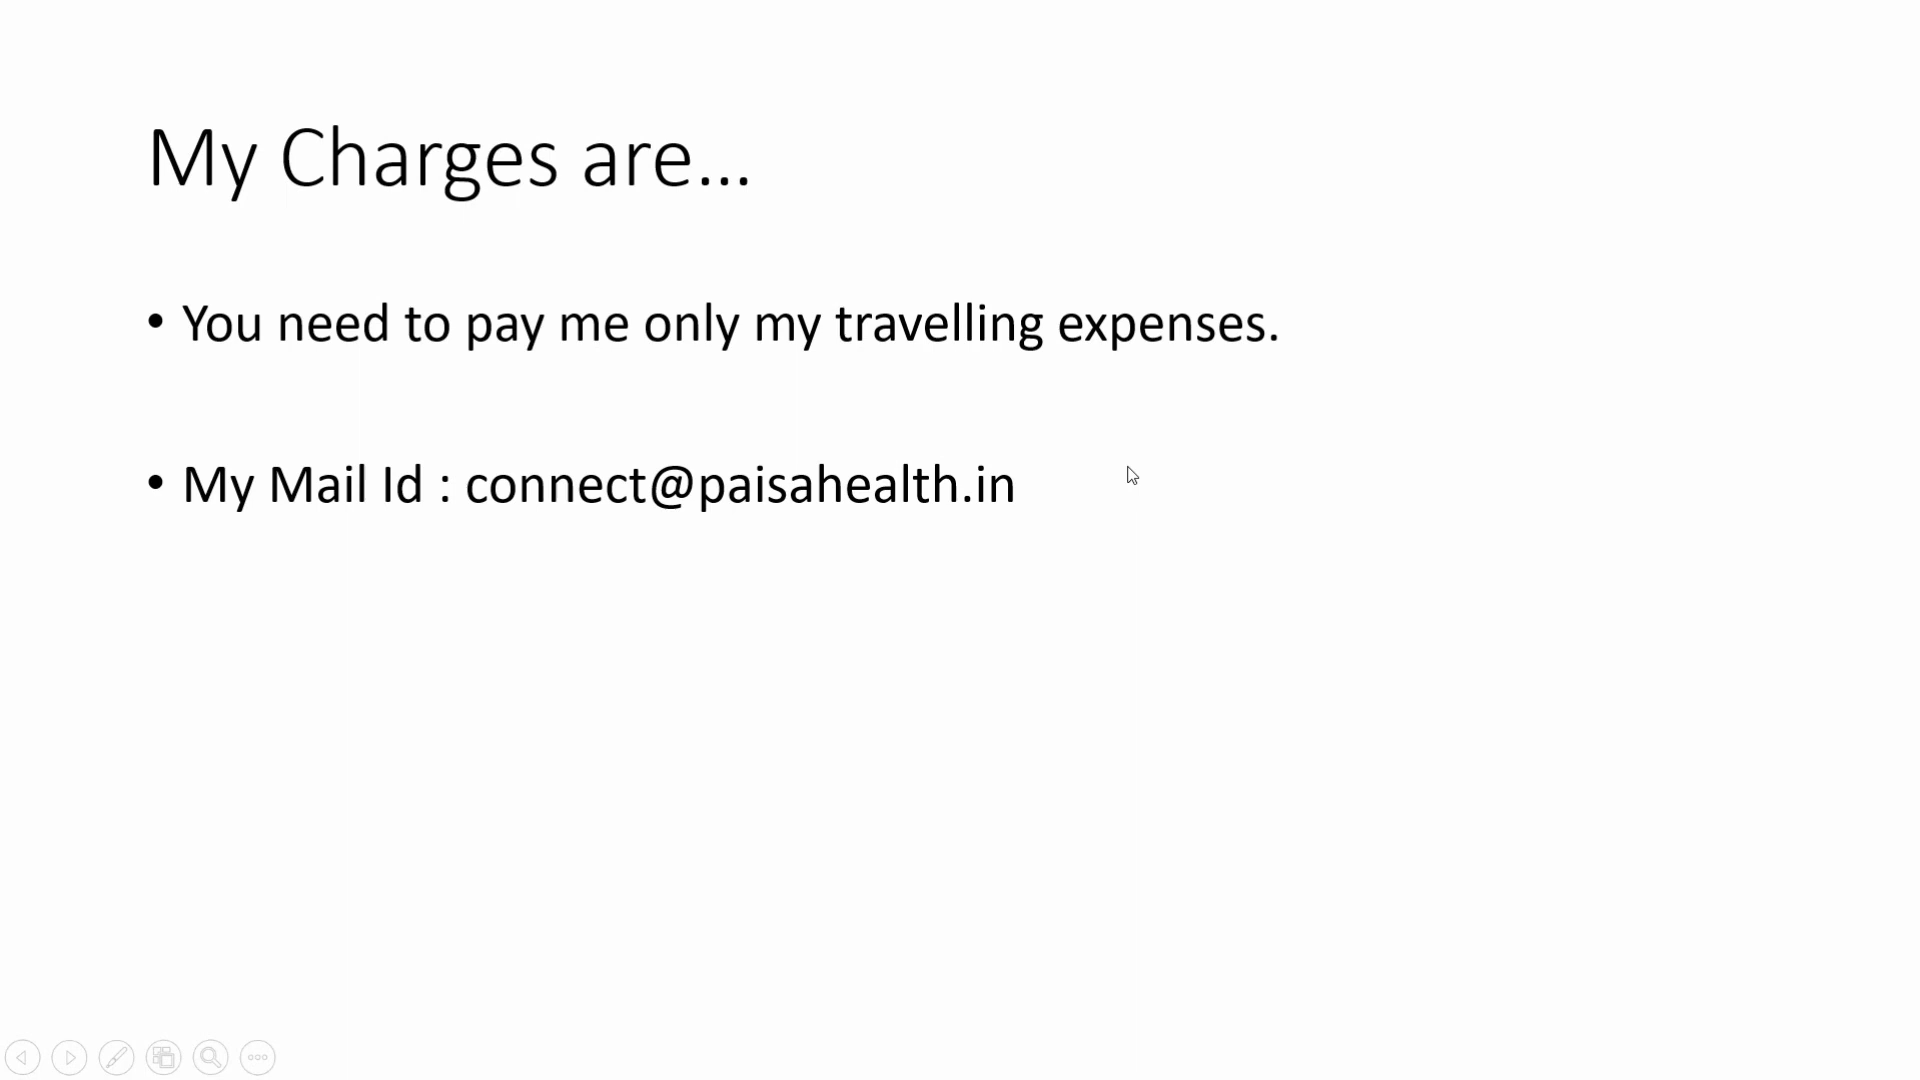 My Charges are...
• You need to pay me only my travelling expenses.
• My Mail Id : connect@paisahealth.in